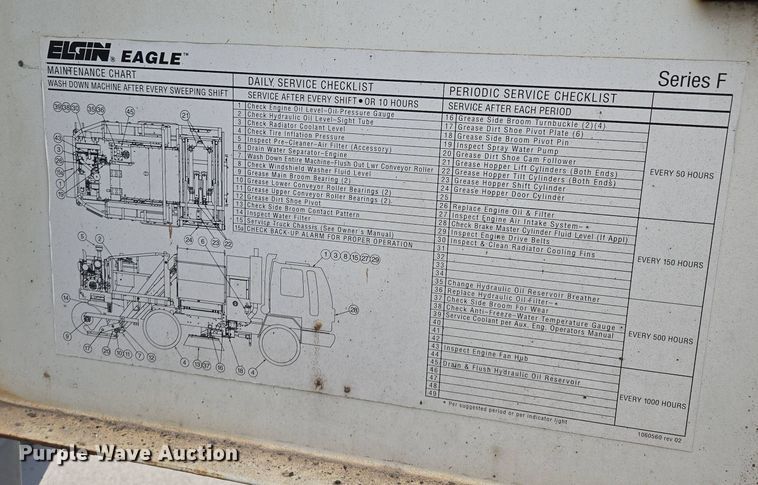 ELGIN® EAGLE™
MAINTENANCE CHART
WASH DOWN MACHINE AFTER EVERY SWEEPING SHIFT
DAILY SERVICE CHECKLIST
SERVICE AFTER EVERY SHIFT • OR 10 HOURS
1 Check Engine Oil Level-Oil-Pressure Gauge
2 Check Hydraulic Oil Level-Sight Tube
3 Check Radiator Coolant Level
4 Check Tire Inflation Pressure
5 Inspect Pre-Cleaner-Air Filter (Accessory)
6 Drain Water Separator-Engine
7 Wash Down Entire Machine-Flush Out Lwr Conveyor Roller
8 Check Windshield Washer Fluid Level
9 Grease Main Broom Bearing (2)
10 Grease Lower Conveyor Roller Bearings (2)
11 Grease Upper Conveyor Roller Bearings (2)
12 Grease Dirt Shoe Pivot
13 Check Side Broom Contact Pattern
14 Inspect Water Filter
15 Service Truck Chassis (See Owner's Manual)
15a CHECK BACK-UP ALARM FOR PROPER OPERATION
Series F
PERIODIC SERVICE CHECKLIST
SERVICE AFTER EACH PERIOD
16 Grease Side Broom Turnbuckle (2)(4)
17 Grease Dirt Shoe Pivot Plate (6)
18 Grease Side Broom Pivot Pin
19 Inspect Spray Water Pump
20 Grease Dirt Shoe Cam Follower
21 Grease Hopper Lift Cylinders (Both Ends)
22 Grease Hopper Tilt Cylinders (Both Ends)
23 Grease Hopper Shift Cylinder
24 Grease Hopper Door Cylinder
25
EVERY 50 HOURS
26 Replace Engine Oil & Filter
27 Inspect Engine Air Intake System-*
28 Check Brake Master Cylinder Fluid Level (If Appl)
29 Inspect Engine Drive Belts
30 Inspect & Clean Radiator Cooling Fins
31
32
33
34
EVERY 150 HOURS
35 Change Hydraulic Oil Reservoir Breather
36 Replace Hydraulic Oil-Filter-*
37 Check Side Broom For Wear
38 Check Anti-Freeze-Water Temperature Gauge *
39 Service Coolant per Aux. Eng. Operators Manual
40
41
42
43
EVERY 500 HOURS
44 Inspect Engine Fan Hub
45 Drain & Flush Hydraulic Oil Reservoir
46
47
48
49
EVERY 1000 HOURS
* Per suggested period or per indicator light
1060560 rev 02
Purple Wave Auction